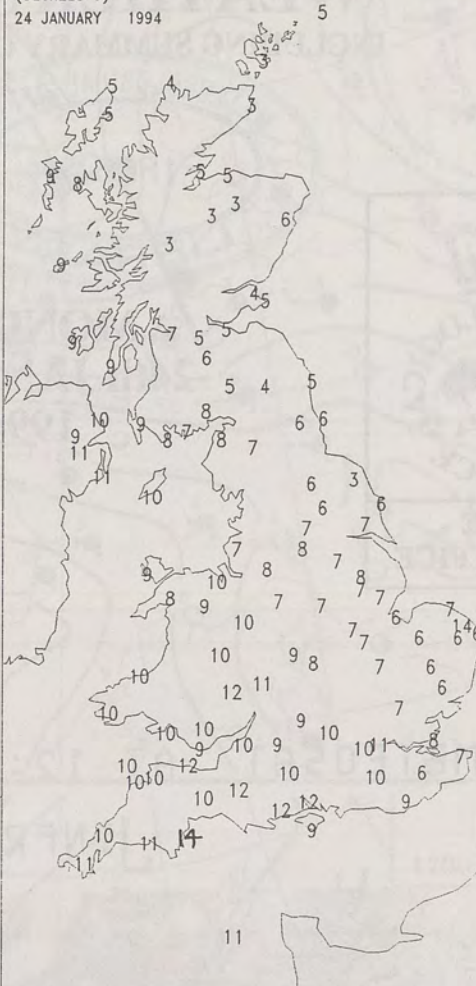 24 JANUARY 1994
5
3
5 4
5 3
9 8 5 5
3 3 6
3
9
4 5
9 7 5 5
9 6
5 4 5
8
10 9 7 8 6 6
9 8 7
11
11 6 3
10 6 5
7 7
7 8
9 10 8 7 8
8 9 7 7 7 7
10 7 6 7 14
7 6 6 6
10 9 8 7 6
10 12 11 6
10 7
10 10 9 10
9 10 9 10 11 8
10 12 7
10 10 10 10 6
10 12 12 12 9
10 14 9
11 11
11